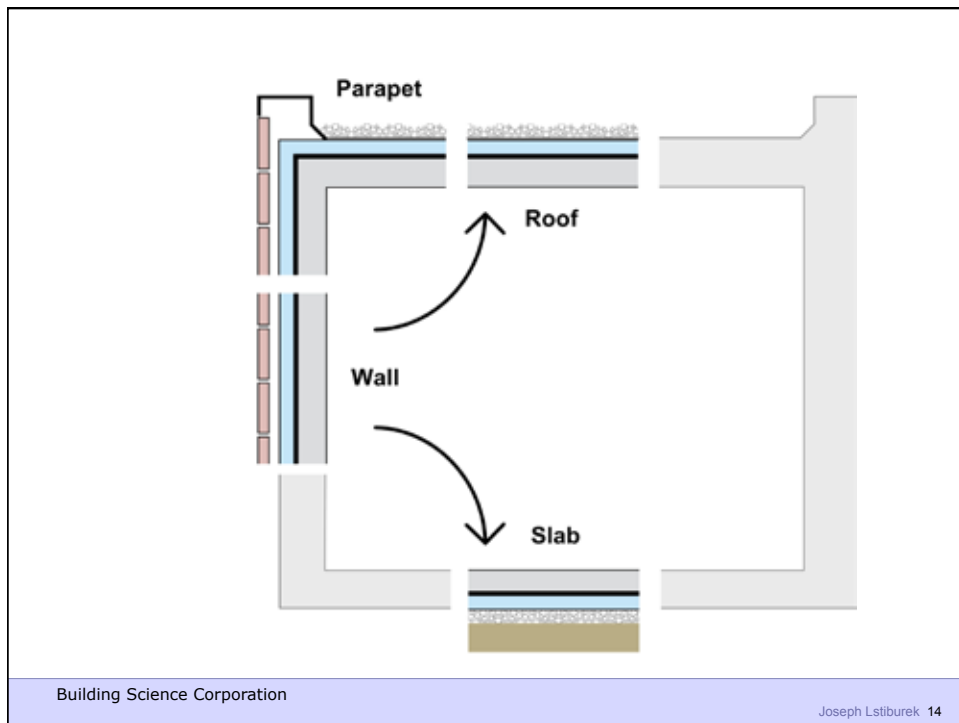 Parapet
Roof
Wall
Slab
Building Science Corporation
Joseph Lstiburek 14